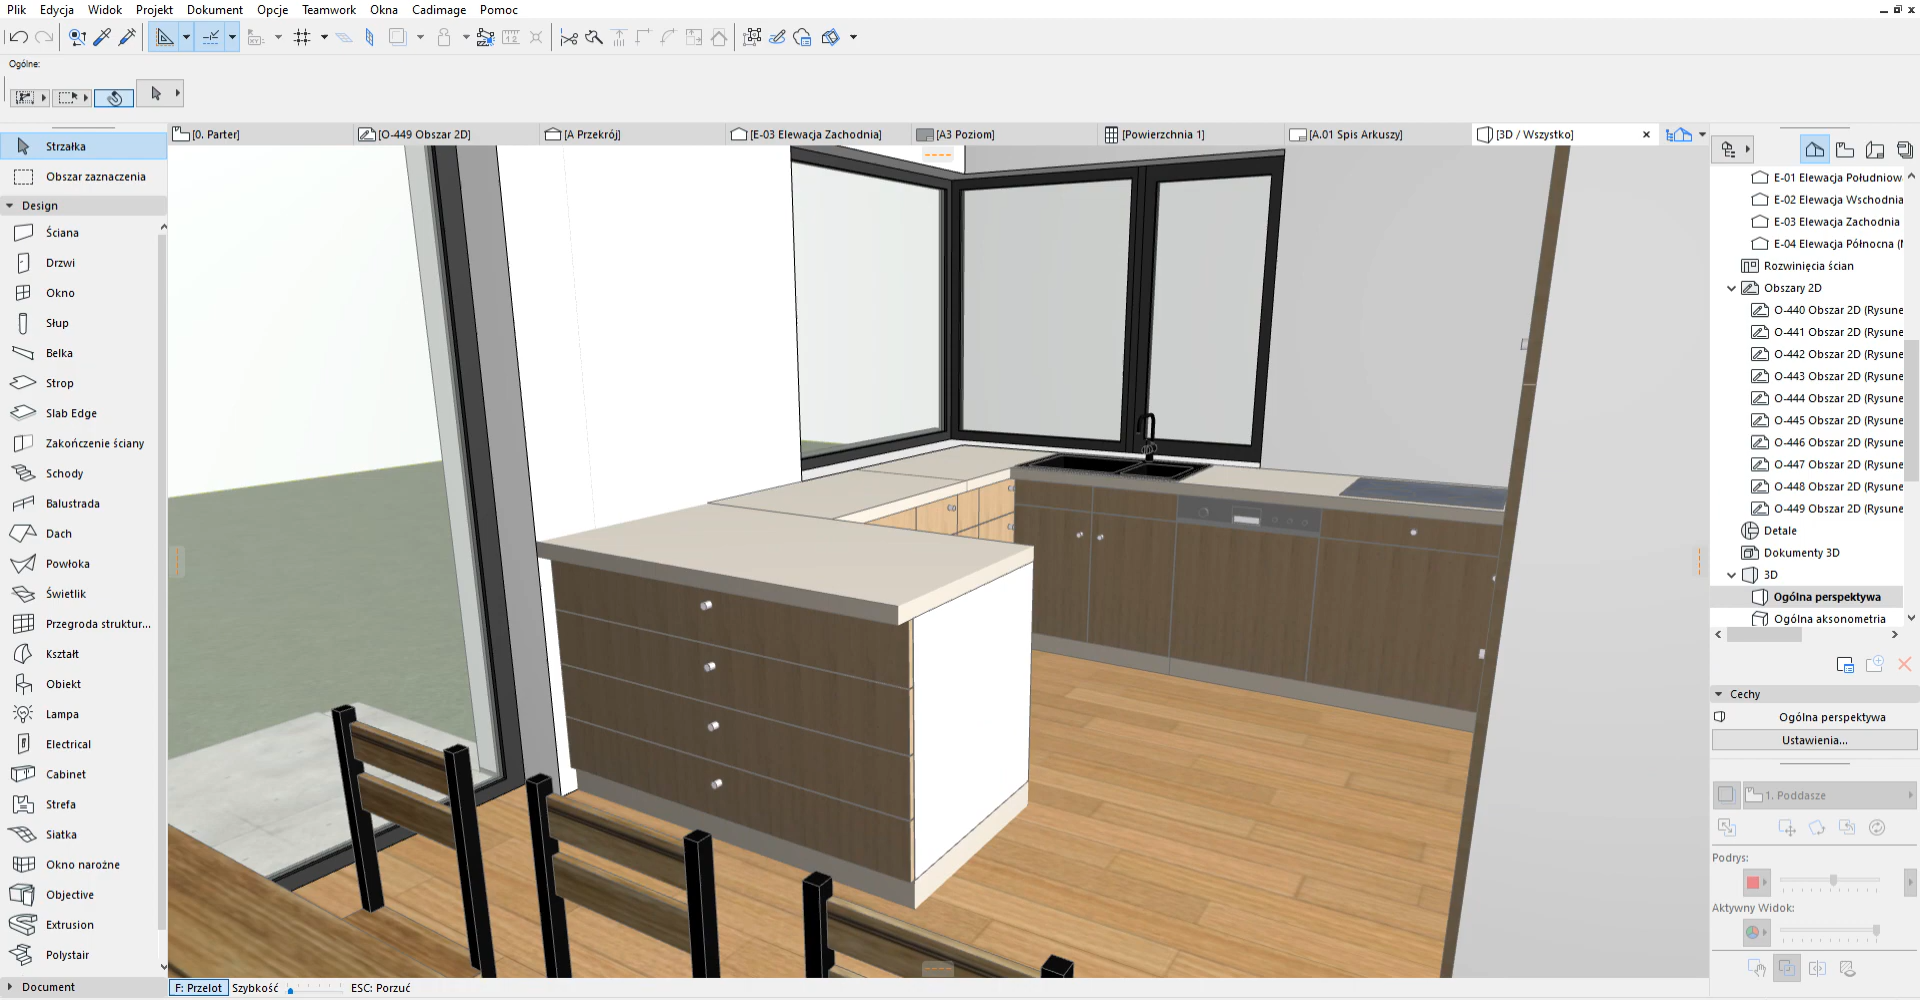 Plik Edycja Widok Projekt Dokument Opcje Teamwork Okna Cadimage Pomoc
Ogólne:
[0. Parter]
[O-449 Obszar 2D]
[A Przekrój]
[E-03 Elewacja Zachodnia]
[A3 Poziom]
[Powierzchnia 1]
[A.01 Spis Arkuszy]
[3D / Wszystko]
Strzałka
Obszar zaznaczenia
Design
Ściana
Drzwi
Okno
Słup
Belka
Strop
Slab Edge
Zakończenie ściany
Schody
Balustrada
Dach
Powłoka
Świetlik
Przegroda struktur...
Kształt
Obiekt
Lampa
Electrical
Cabinet
Strefa
Siatka
Okno narożne
Objective
Extrusion
Polystair
Document
F: Przelot Szybkość ESC: Porzuć
E-01 Elewacja Południow
E-02 Elewacja Wschodnia
E-03 Elewacja Zachodnia
E-04 Elewacja Północna (
Rozwinięcia ścian
Obszary 2D
O-440 Obszar 2D (Rysune
O-441 Obszar 2D (Rysune
O-442 Obszar 2D (Rysune
O-443 Obszar 2D (Rysune
O-444 Obszar 2D (Rysune
O-445 Obszar 2D (Rysune
O-446 Obszar 2D (Rysune
O-447 Obszar 2D (Rysune
O-448 Obszar 2D (Rysune
O-449 Obszar 2D (Rysune
Detale
Dokumenty 3D
3D
Ogólna perspektywa
Ogólna aksonometria
Cechy
Ogólna perspektywa
Ustawienia...
1. Poddasze
Podrys:
Aktywny Widok: